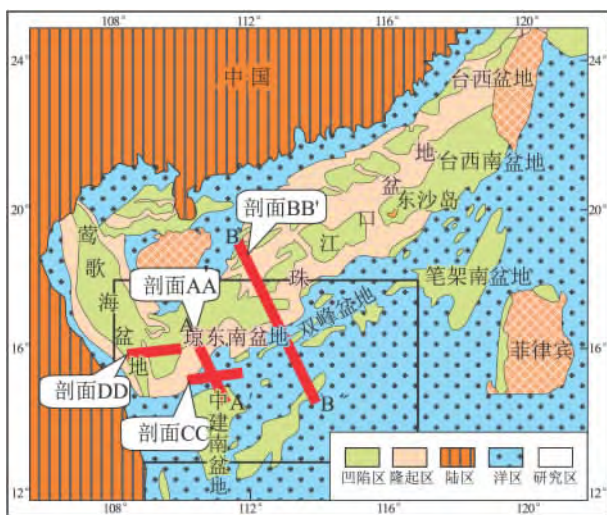 108°
112°
116°
120°
24°
20°
16°
12°
中国
台西盆地
台西南盆地
东沙岛
珠江口盆地
剖面BB'
B
莺歌海盆地
剖面AA
A
琼东南盆地
双峰盆地
笔架南盆地
菲律宾
剖面DD
剖面CC
A
B
中建南盆地
凹陷区
隆起区
陆区
洋区
研究区
24°
20°
16°
12°
108°
112°
116°
120°